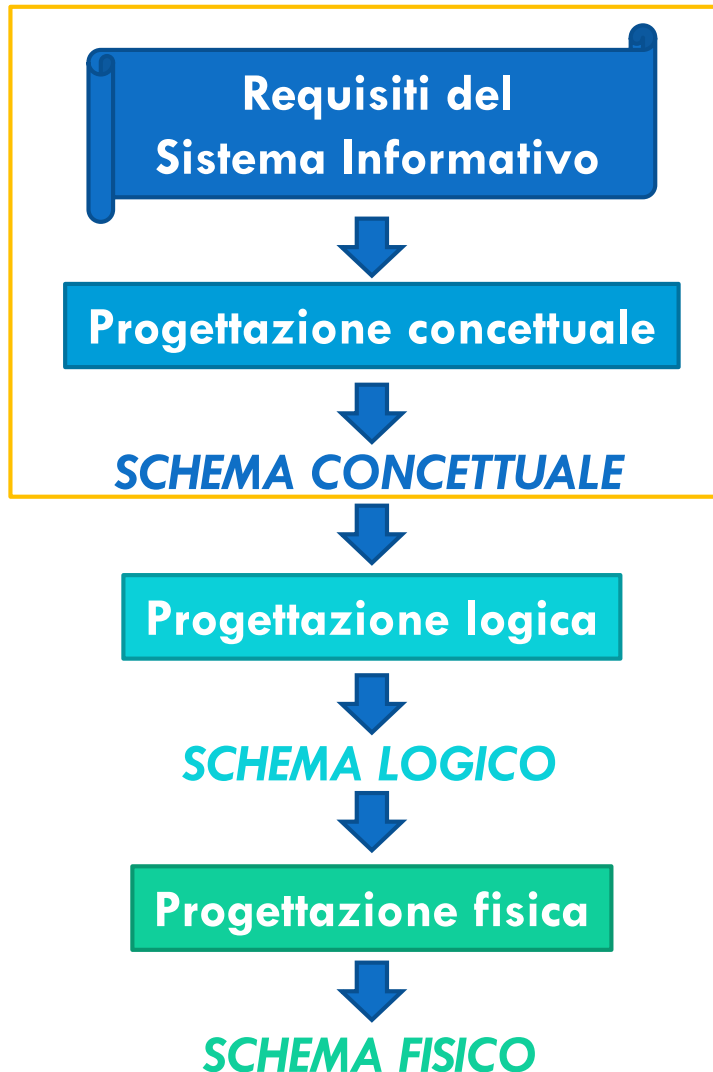 Requisiti del
Sistema Informativo
Progettazione concettuale
SCHEMA CONCETTUALE
Progettazione logica
SCHEMA LOGICO
Progettazione fisica
SCHEMA FISICO